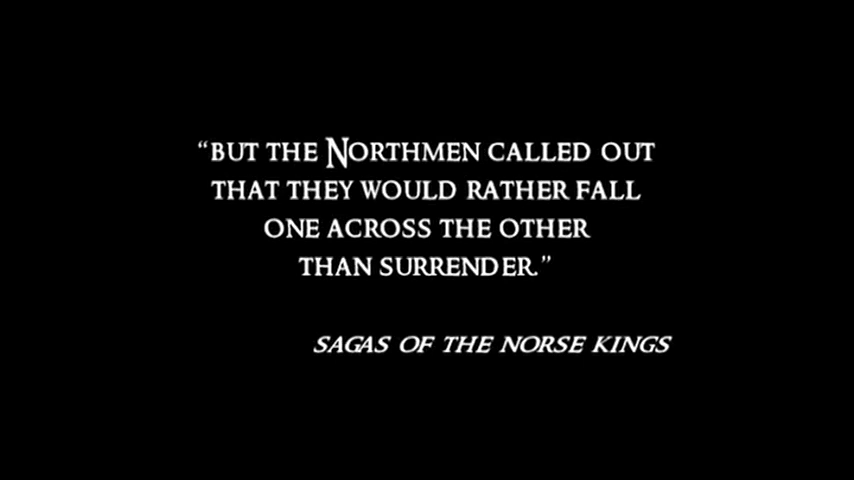 “BUT THE NORTHMEN CALLED OUT
THAT THEY WOULD RATHER FALL
ONE ACROSS THE OTHER
THAN SURRENDER.”
SAGAS OF THE NORSE KINGS